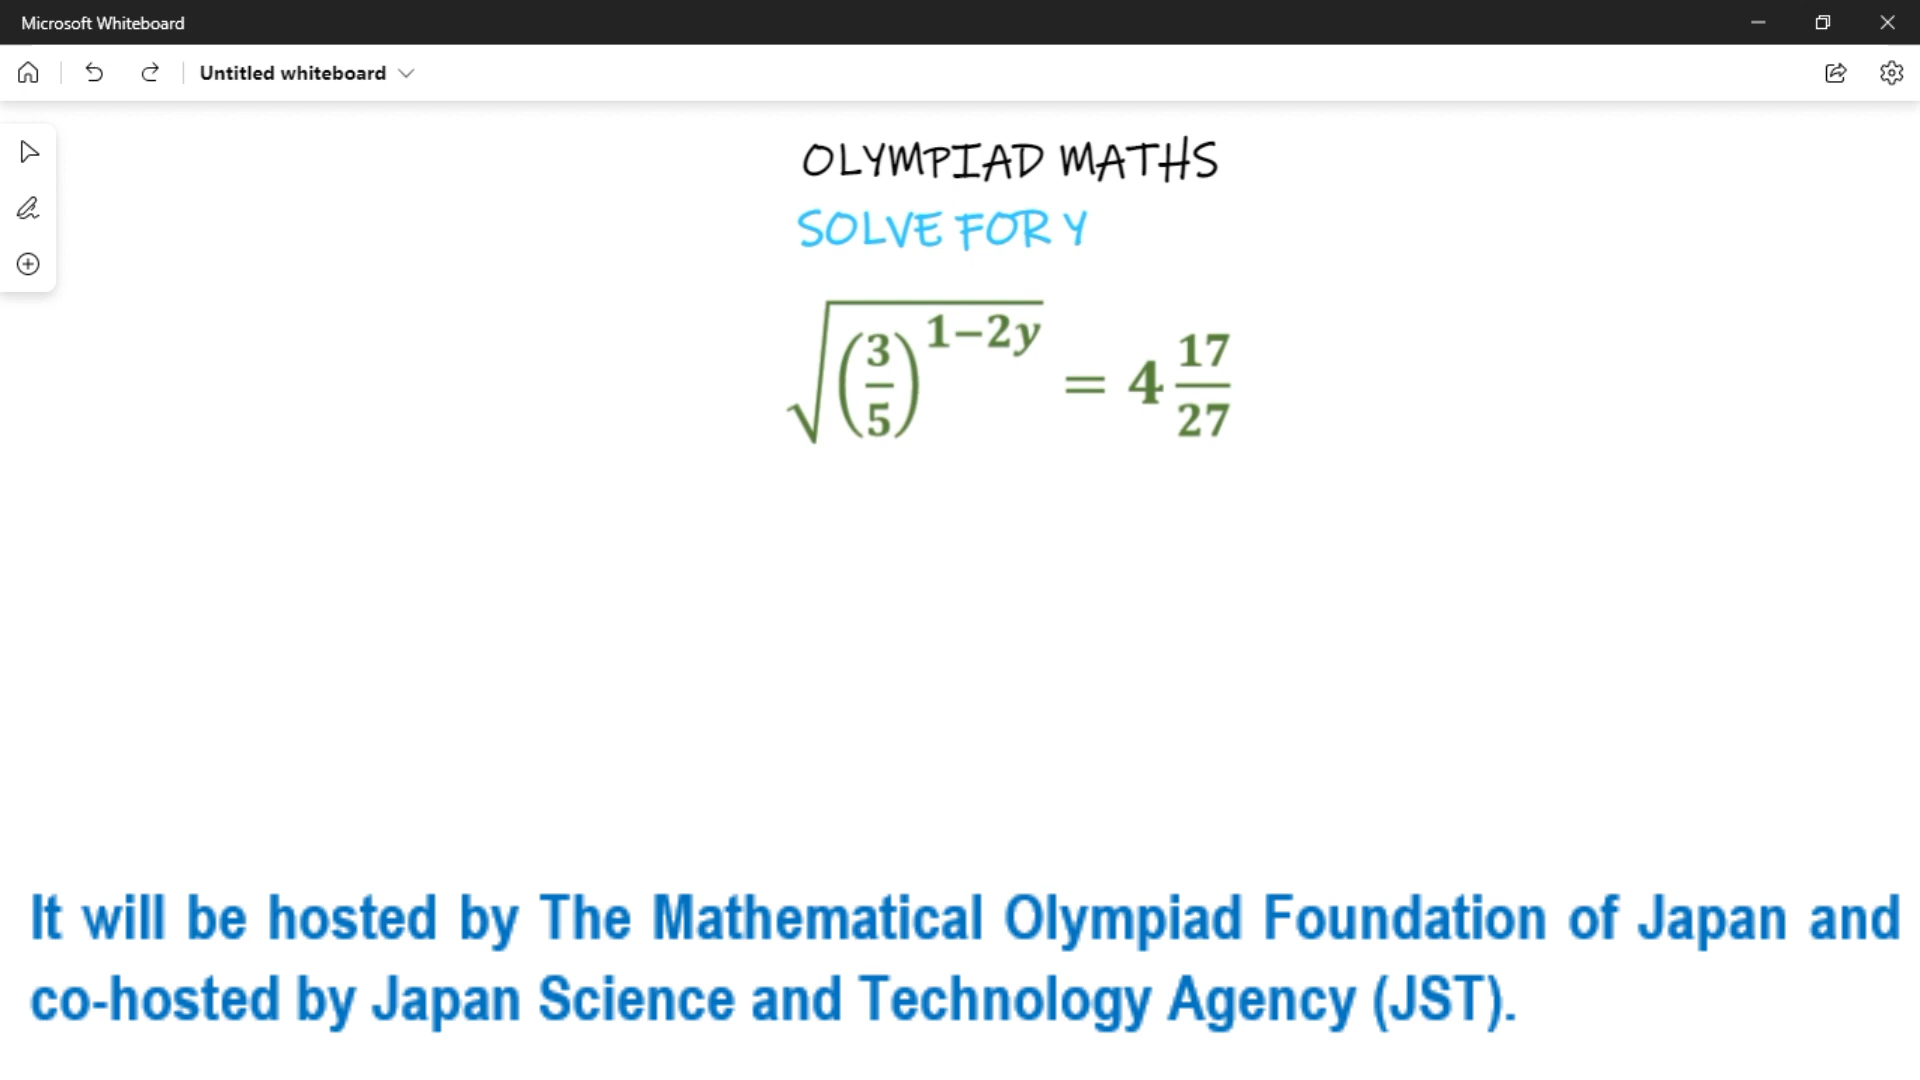 Microsoft Whiteboard
Untitled whiteboard
OLYMPIAD MATHS
SOLVE FOR Y
√(3/5)^(1−2y) = 4 17/27
It will be hosted by The Mathematical Olympiad Foundation of Japan and
co-hosted by Japan Science and Technology Agency (JST).